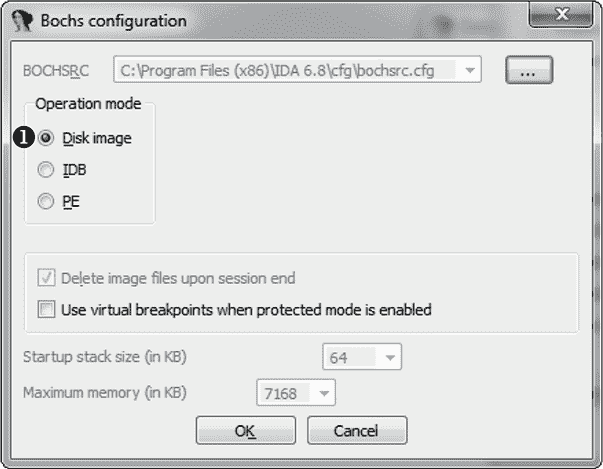 Bochs configuration
BOCHSRC C:\Program Files (x86)\IDA 6.8\cfg\bochsrc.cfg ...
Operation mode
❶ Disk image
IDB
PE
Delete image files upon session end
Use virtual breakpoints when protected mode is enabled
Startup stack size (in KB) 64
Maximum memory (in KB) 7168
OK Cancel